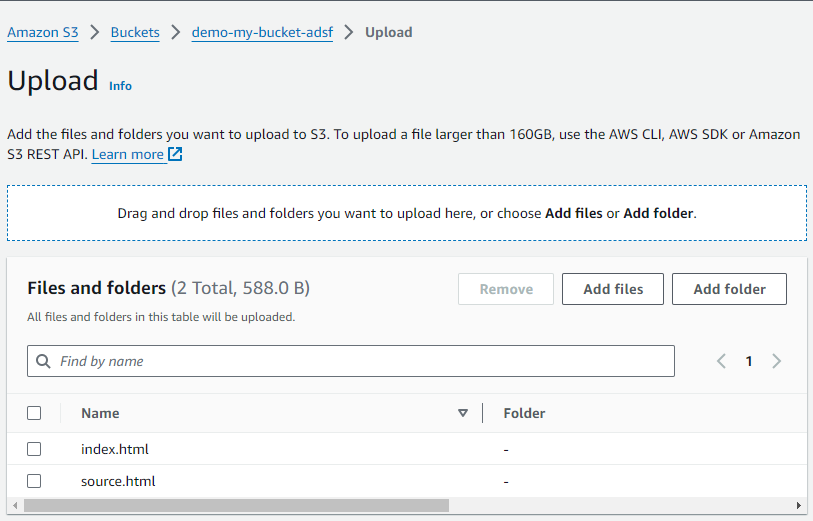 Amazon S3 > Buckets > demo-my-bucket-adsf > Upload
Upload Info
Add the files and folders you want to upload to S3. To upload a file larger than 160GB, use the AWS CLI, AWS SDK or Amazon
S3 REST API. Learn more
Drag and drop files and folders you want to upload here, or choose Add files or Add folder.
Files and folders (2 Total, 588.0 B) Remove Add files Add folder
All files and folders in this table will be uploaded.
Find by name < 1 >
Name Folder
index.html -
source.html -